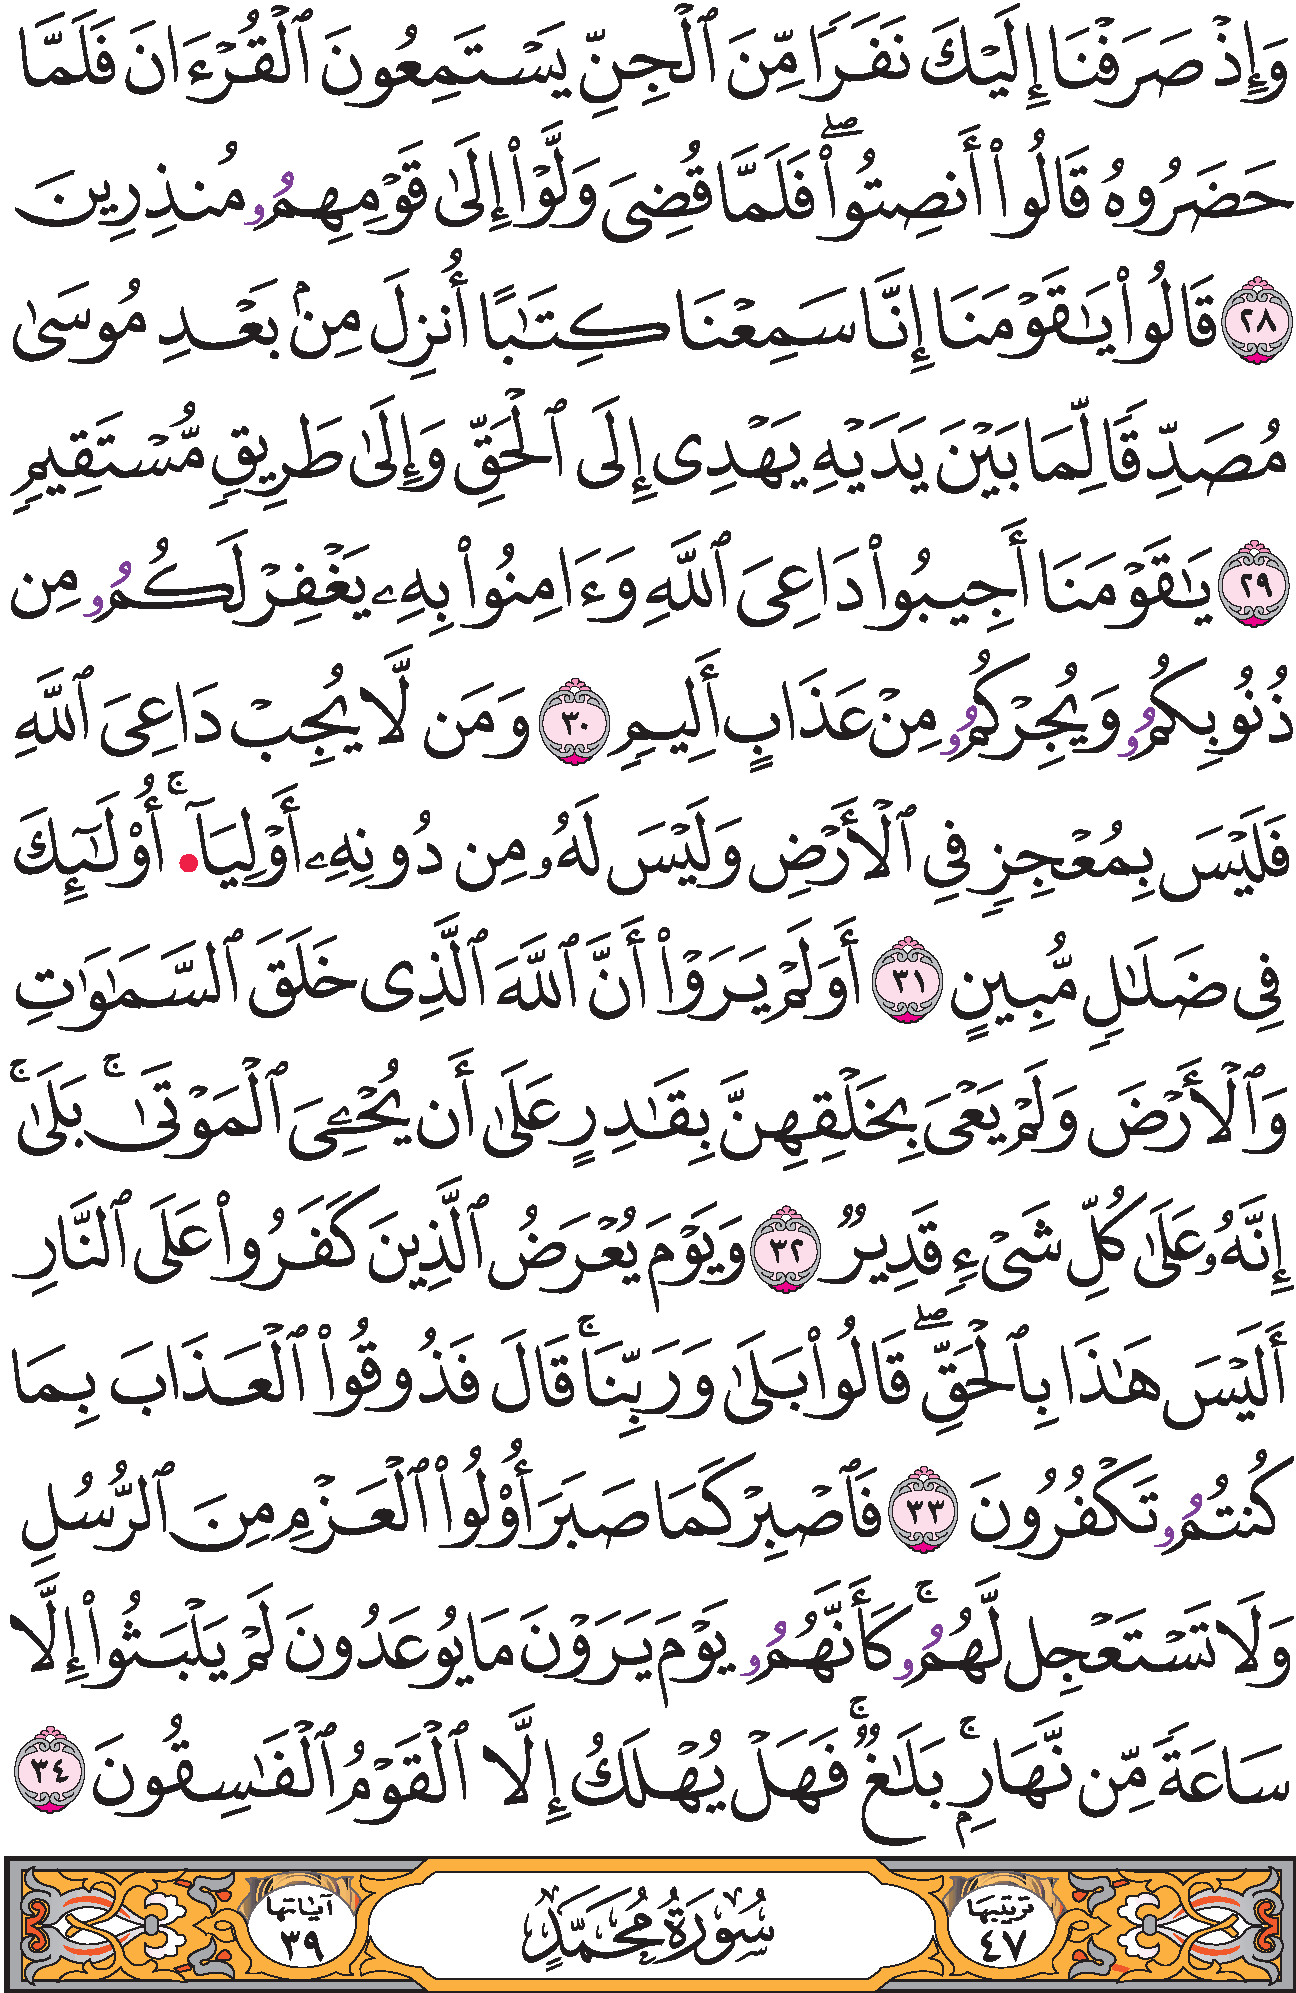 وَإِذْ صَرَفْنَا إِلَيْكَ نَفَرًا مِّنَ ٱلْجِنِّ يَسْتَمِعُونَ ٱلْقُرْءَانَ فَلَمَّا
حَضَرُوهُ قَالُوا۟ أَنصِتُوا۟ۖ فَلَمَّا قُضِىَ وَلَّوْا۟ إِلَىٰ قَوْمِهِمُۥ مُنذِرِينَ
٢٨ قَالُوا۟ يَٰقَوْمَنَا إِنَّا سَمِعْنَا كِتَٰبًا أُنزِلَ مِنۢ بَعْدِ مُوسَىٰ
مُصَدِّقًا لِّمَا بَيْنَ يَدَيْهِ يَهْدِى إِلَى ٱلْحَقِّ وَإِلَىٰ طَرِيقٍ مُّسْتَقِيمٍ
٢٩ يَٰقَوْمَنَا أَجِيبُوا۟ دَاعِىَ ٱللَّهِ وَءَامِنُوا۟ بِهِۦ يَغْفِرْ لَكُمُۥ مِن
ذُنُوبِكُمُۥ وَيُجِرْكُمُۥ مِنْ عَذَابٍ أَلِيمٍ ٣٠ وَمَن لَّا يُجِبْ دَاعِىَ ٱللَّهِ
فَلَيْسَ بِمُعْجِزٍ فِى ٱلْأَرْضِ وَلَيْسَ لَهُۥ مِن دُونِهِۦ أَوْلِيَآ•ۚ أُوْلَٰٓئِكَ
فِى ضَلَٰلٍ مُّبِينٍ ٣١ أَوَلَمْ يَرَوْا۟ أَنَّ ٱللَّهَ ٱلَّذِى خَلَقَ ٱلسَّمَٰوَٰتِ
وَٱلْأَرْضَ وَلَمْ يَعْىَ بِخَلْقِهِنَّ بِقَٰدِرٍ عَلَىٰ أَن يُحْـِۧىَ ٱلْمَوْتَىٰۚ بَلَىٰۚ
إِنَّهُۥ عَلَىٰ كُلِّ شَىْءٍ قَدِيرٌ ٣٢ وَيَوْمَ يُعْرَضُ ٱلَّذِينَ كَفَرُوا۟ عَلَى ٱلنَّارِ
أَلَيْسَ هَٰذَا بِٱلْحَقِّۖ قَالُوا۟ بَلَىٰ وَرَبِّنَاۚ قَالَ فَذُوقُوا۟ ٱلْعَذَابَ بِمَا
كُنتُمُۥ تَكْفُرُونَ ٣٣ فَٱصْبِرْ كَمَا صَبَرَ أُوْلُوا۟ ٱلْعَزْمِ مِنَ ٱلرُّسُلِ
وَلَا تَسْتَعْجِل لَّهُمُۥۚ كَأَنَّهُمُۥ يَوْمَ يَرَوْنَ مَا يُوعَدُونَ لَمْ يَلْبَثُوا۟ إِلَّا
سَاعَةً مِّن نَّهَارٍۭۚ بَلَٰغٌۚ فَهَلْ يُهْلَكُ إِلَّا ٱلْقَوْمُ ٱلْفَٰسِقُونَ ٣٤
ترتيبها ٤٧ سُورَةُ مُحَمَّدٍ آياتها ٣٩